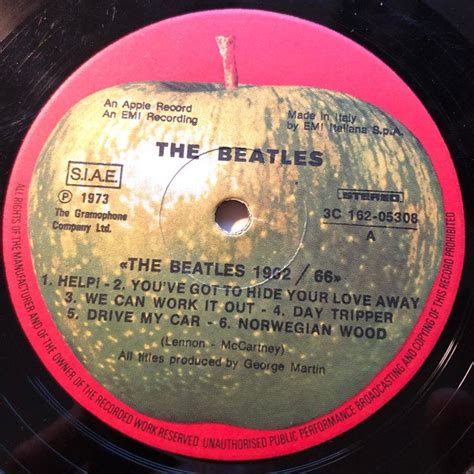 An Apple Record
An EMI Recording
Made in Italy
by EMI Italiana S.p.A.
THE BEATLES
S.I.A.E.
Ⓟ 1973
The Gramophone
Company Ltd.
STEREO
3C 162-05308
A
«THE BEATLES 1962 / 66»
1. HELP! - 2. YOU'VE GOT TO HIDE YOUR LOVE AWAY
3. WE CAN WORK IT OUT - 4. DAY TRIPPER
5. DRIVE MY CAR - 6. NORWEGIAN WOOD
(Lennon - McCartney)
All titles produced by George Martin
ALL RIGHTS OF THE MANUFACTURER AND OF THE OWNER OF THE RECORDED WORK RESERVED UNAUTHORISED PUBLIC PERFORMANCE BROADCASTING AND COPYING OF THIS RECORD PROHIBITED